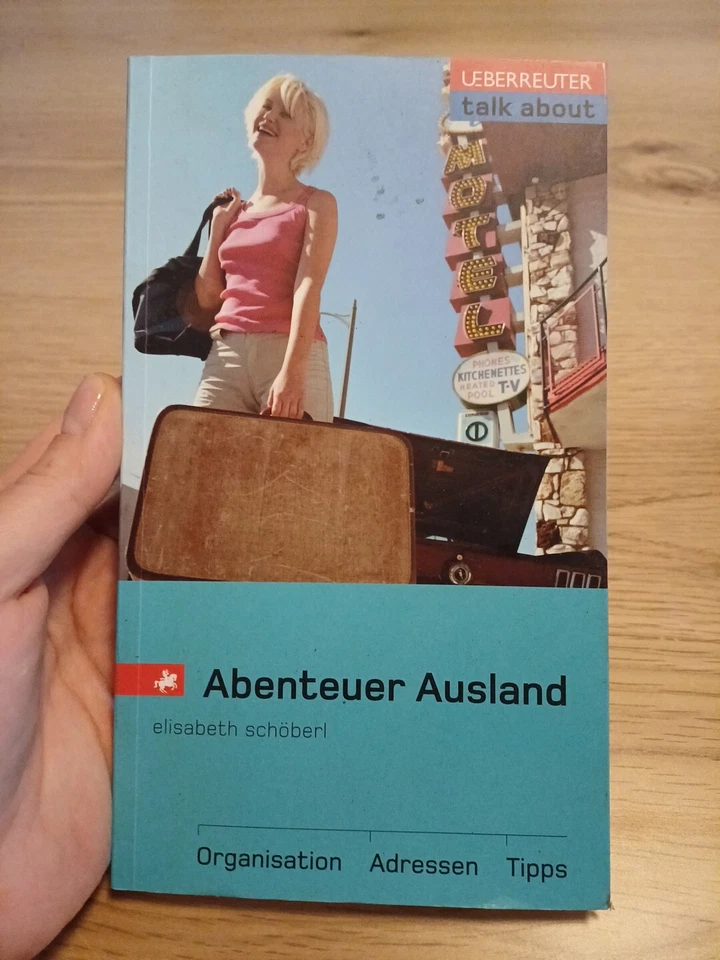 UEBERREUTER
talk about
MOTEL
PHONES
KITCHENETTES
HEATED
POOL T-V
Abenteuer Ausland
elisabeth schöberl
Organisation Adressen Tipps